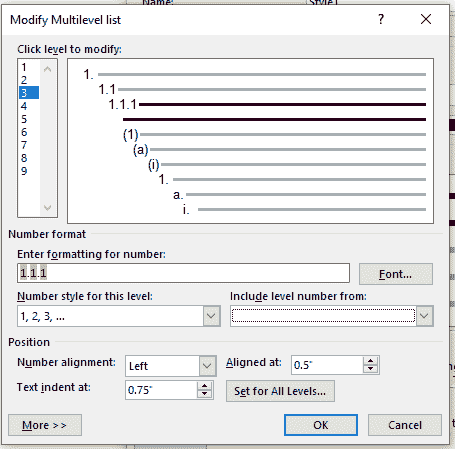 Name:
Style1
Modify Multilevel list
? ×
Click level to modify:
1
2
3
4
5
6
7
8
9
1.
1.1
1.1.1
(1)
(a)
(i)
1.
a.
i.
Number format
Enter formatting for number:
1.1.1
Font...
Number style for this level:
Include level number from:
1, 2, 3, ...
Position
Number alignment:
Left
Aligned at:
0.5"
Text indent at:
0.75"
Set for All Levels...
More >>
OK
Cancel